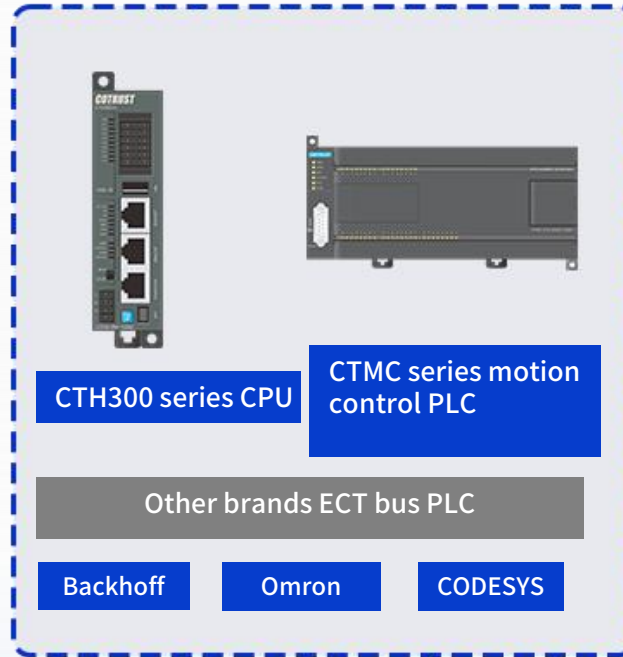 COTRUST
CTH300 series CPU
CTMC series motion
control PLC
Other brands ECT bus PLC
Backhoff
Omron
CODESYS